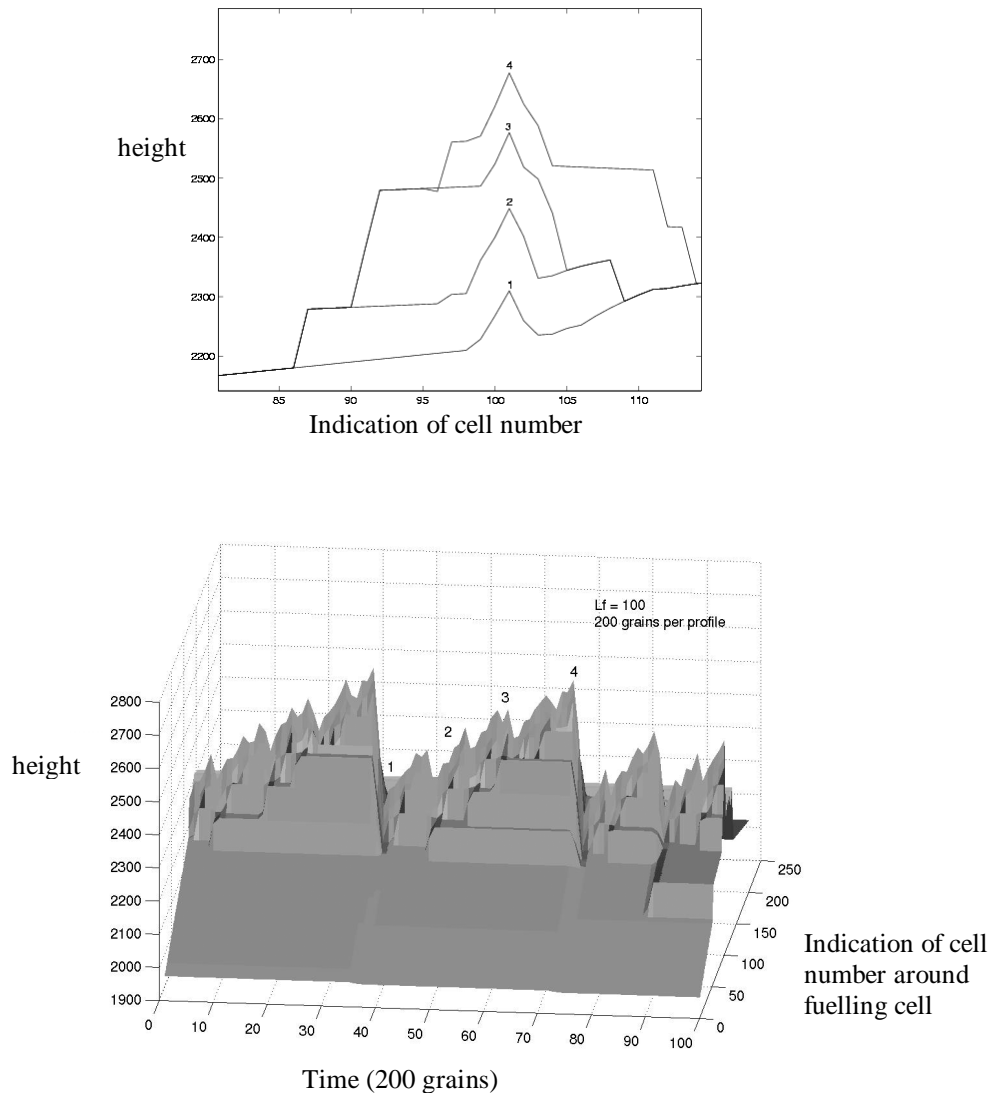 2700
2600
2500
2400
2300
2200
height
4
3
2
1
85 90 95 100 105 110
Indication of cell number
Lf = 100
200 grains per profile
4
3
2
1
2800
2700
2600
2500
2400
2300
2200
2100
2000
1900
height
250
200
150
100
50
0
Indication of cell
number around
fuelling cell
0 10 20 30 40 50 60 70 80 90 100
Time (200 grains)